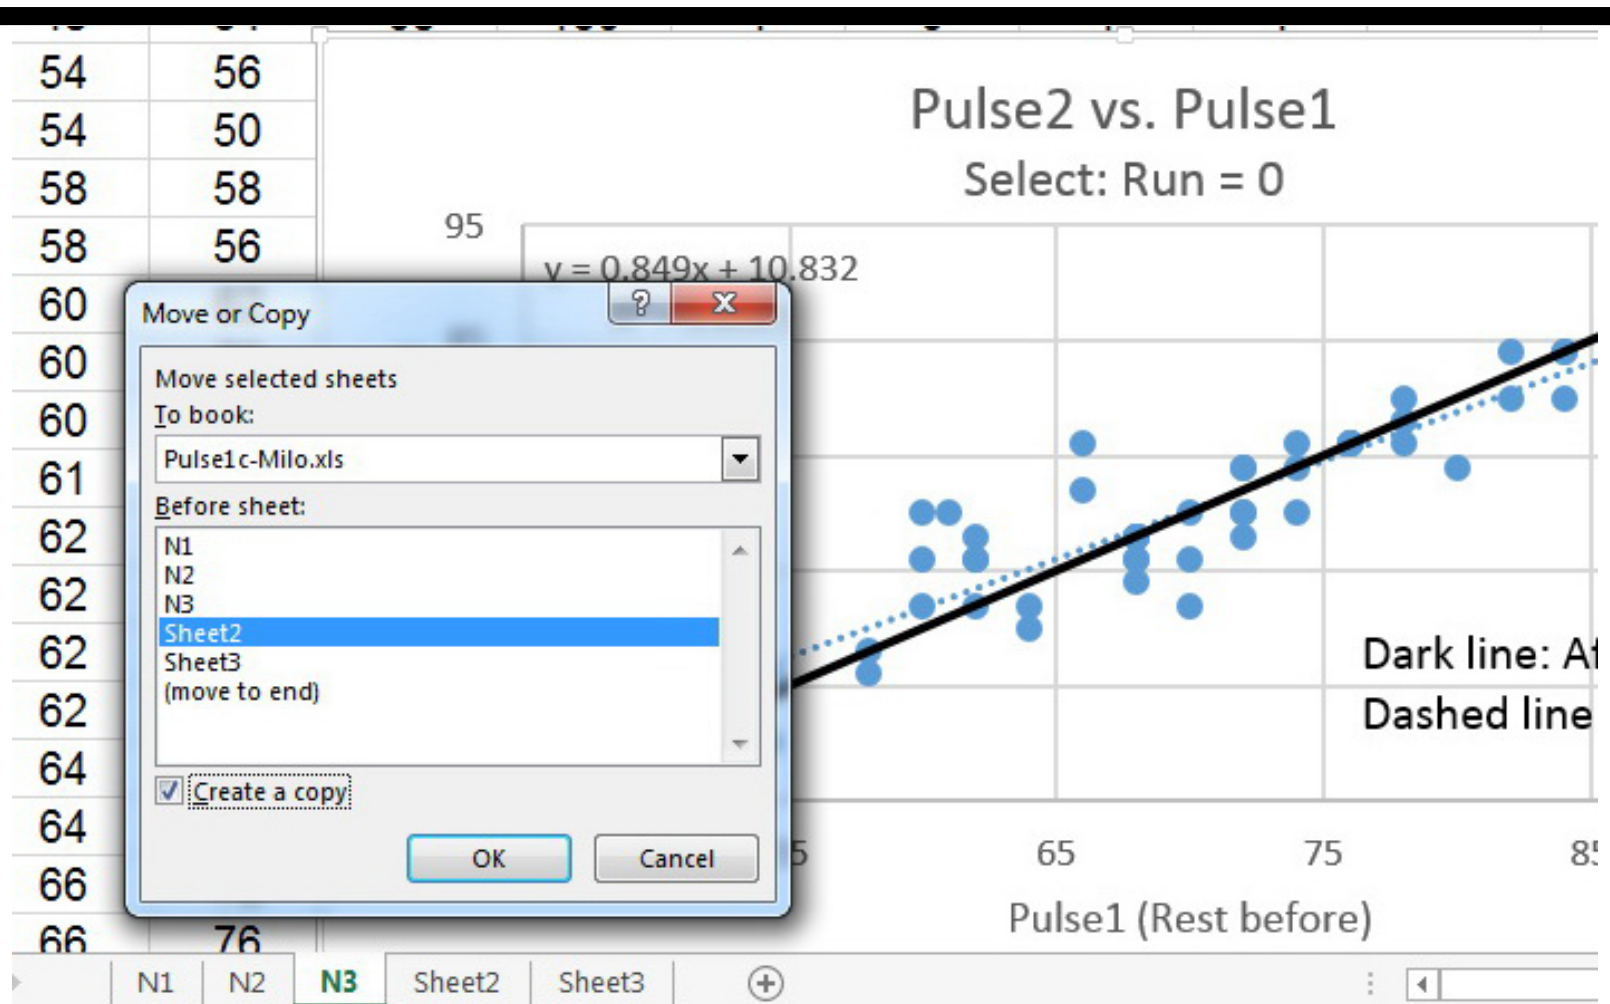 54 56
54 50
58 58
58 56
60
60
60
61
62
62
62
62
64
64
66
66 76
Pulse2 vs. Pulse1
Select: Run = 0
95
y = 0.849x + 10.832
Move or Copy
?
X
Move selected sheets
To book:
Pulse1c-Milo.xls
Before sheet:
N1
N2
N3
Sheet2
Sheet3
(move to end)
Create a copy
OK Cancel
Dark line:
Dashed line
65 75
Pulse1 (Rest before)
N1 N2 N3 Sheet2 Sheet3